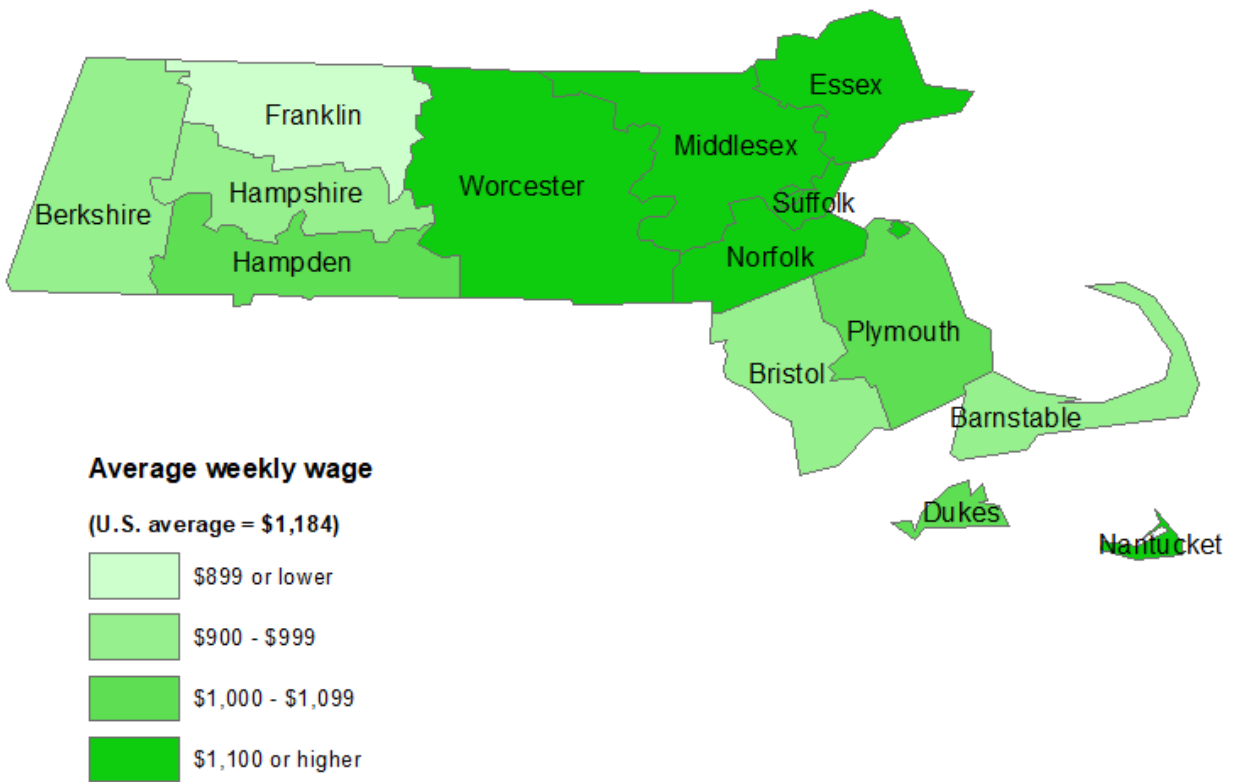 Essex
Franklin
Middlesex
Worcester
Hampshire
Suffolk
Berkshire
Norfolk
Hampden
Plymouth
Bristol
Barnstable
Average weekly wage
Dukes
(U.S. average = $1,184)
Nantucket
$899 or lower
$900 - $999
$1,000 - $1,099
$1,100 or higher